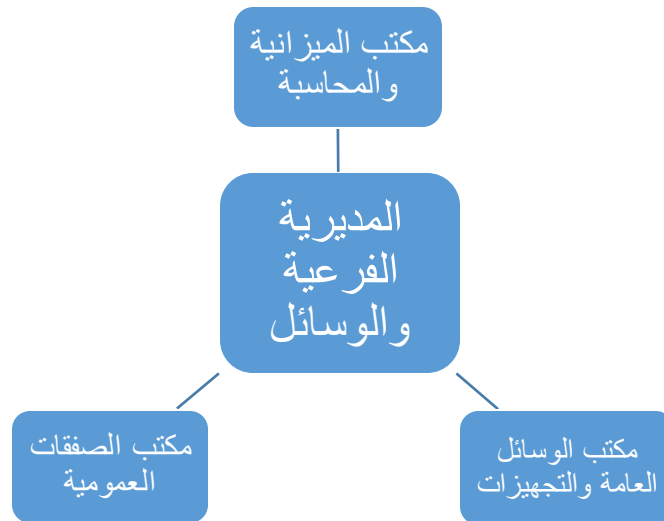 مكتب الميزانية
والمحاسبة
المديرية
الفرعية
والوسائل
مكتب الوسائل
العامة والتجهيزات
مكتب الصفقات
العمومية